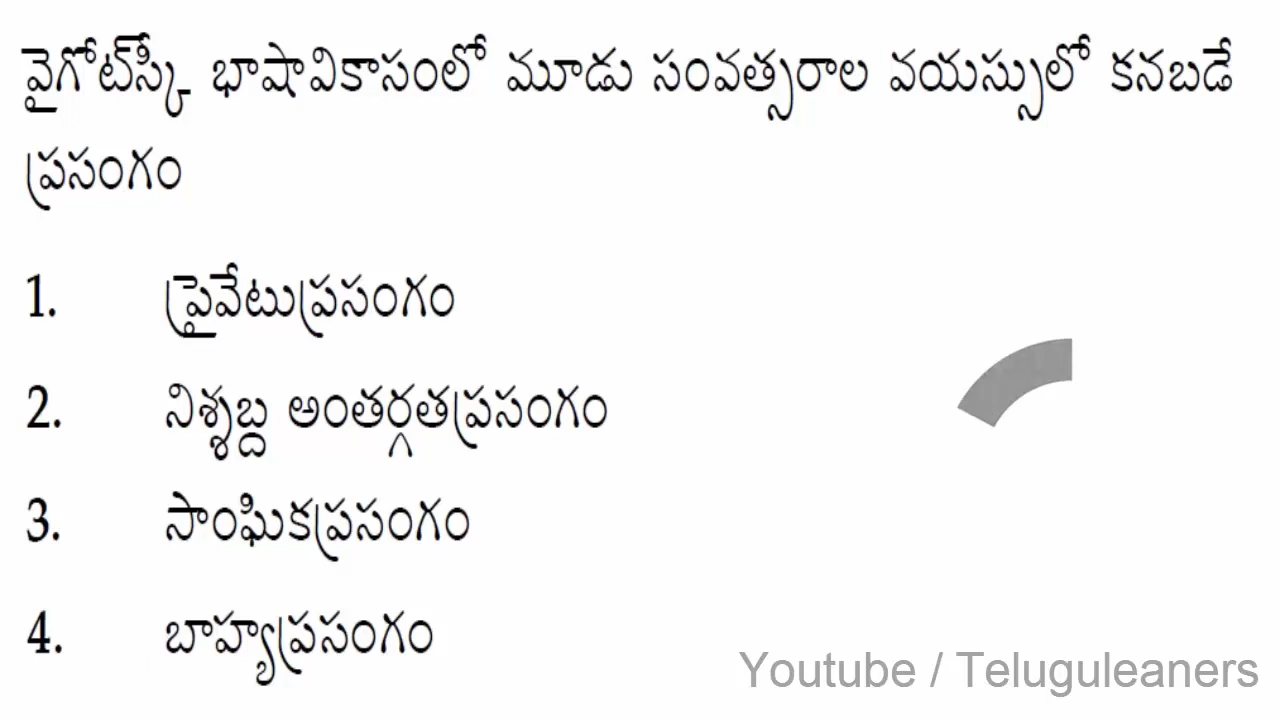 వైగోట్‌స్కీ భాషావికాసంలో మూడు సంవత్సరాల వయస్సులో కనబడే
ప్రసంగం
1. ప్రైవేటుప్రసంగం
2. నిశ్శబ్ద అంతర్గతప్రసంగం
3. సాంఘికప్రసంగం
4. బాహ్యప్రసంగం
Youtube / Teluguleaners